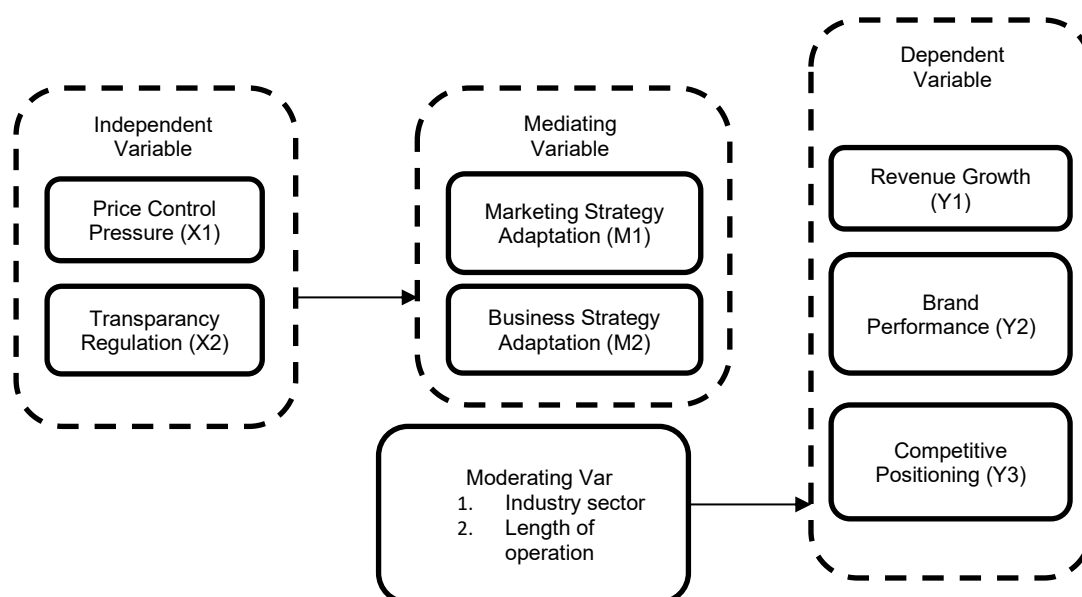 Independent
Variable
Price Control
Pressure (X1)
Transparancy
Regulation (X2)
Mediating
Variable
Marketing Strategy
Adaptation (M1)
Business Strategy
Adaptation (M2)
Moderating Var
1. Industry sector
2. Length of
operation
Dependent
Variable
Revenue Growth
(Y1)
Brand
Performance (Y2)
Competitive
Positioning (Y3)